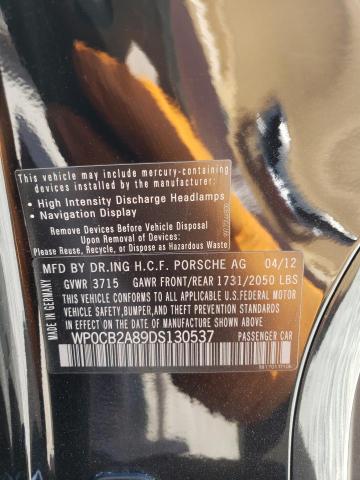 This vehicle may include mercury-containing
devices installed by the manufacturer:
• High Intensity Discharge Headlamps
• Navigation Display
Remove Devices Before Vehicle Disposal
Upon Removal
Please Reuse, Recycle, or Dispose as Hazardous Waste
MADE IN GERMANY
MFD BY DR.ING H.C.F. PORSCHE AG 04/12
GVWR 3715 GAWR FRONT/REAR 1731/2050 LBS
THIS VEHICLE CONFORMS TO ALL APPLICABLE U.S.FEDERAL MOTOR
VEHICLE SAFETY,BUMPER,AND THEFT PREVENTION STANDARDS
IN EFFECT ON THE DATE OF MANUFACTURE SHOWN ABOVE.
WP0CB2A89DS130537 PASSENGER CAR